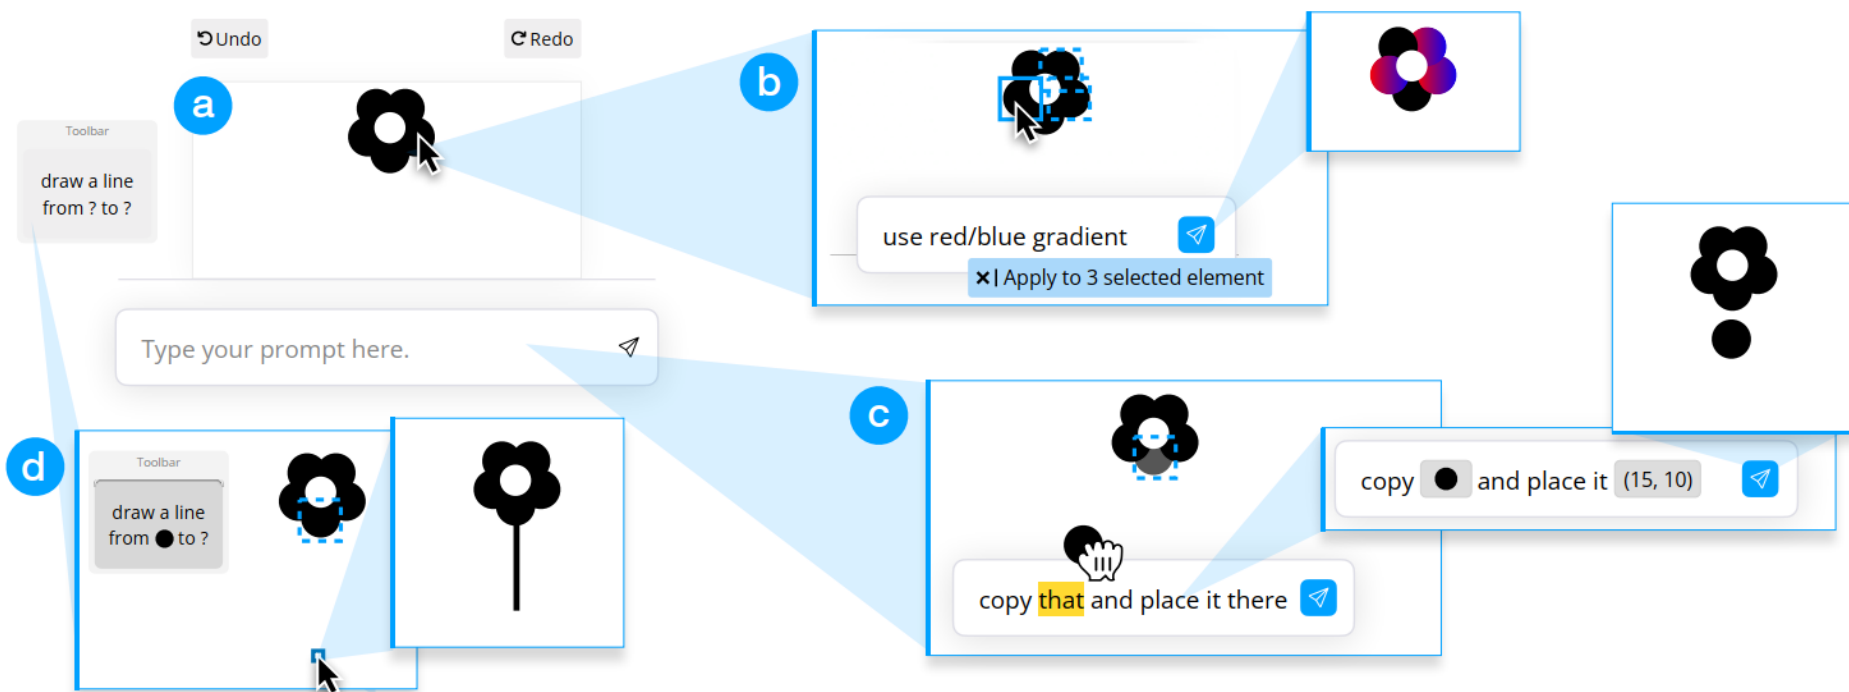 Undo
Redo
a
Toolbar
draw a line
from ? to ?
Type your prompt here.
b
use red/blue gradient
× | Apply to 3 selected element
c
copy that and place it there
copy and place it (15, 10)
d
Toolbar
draw a line
from to ?